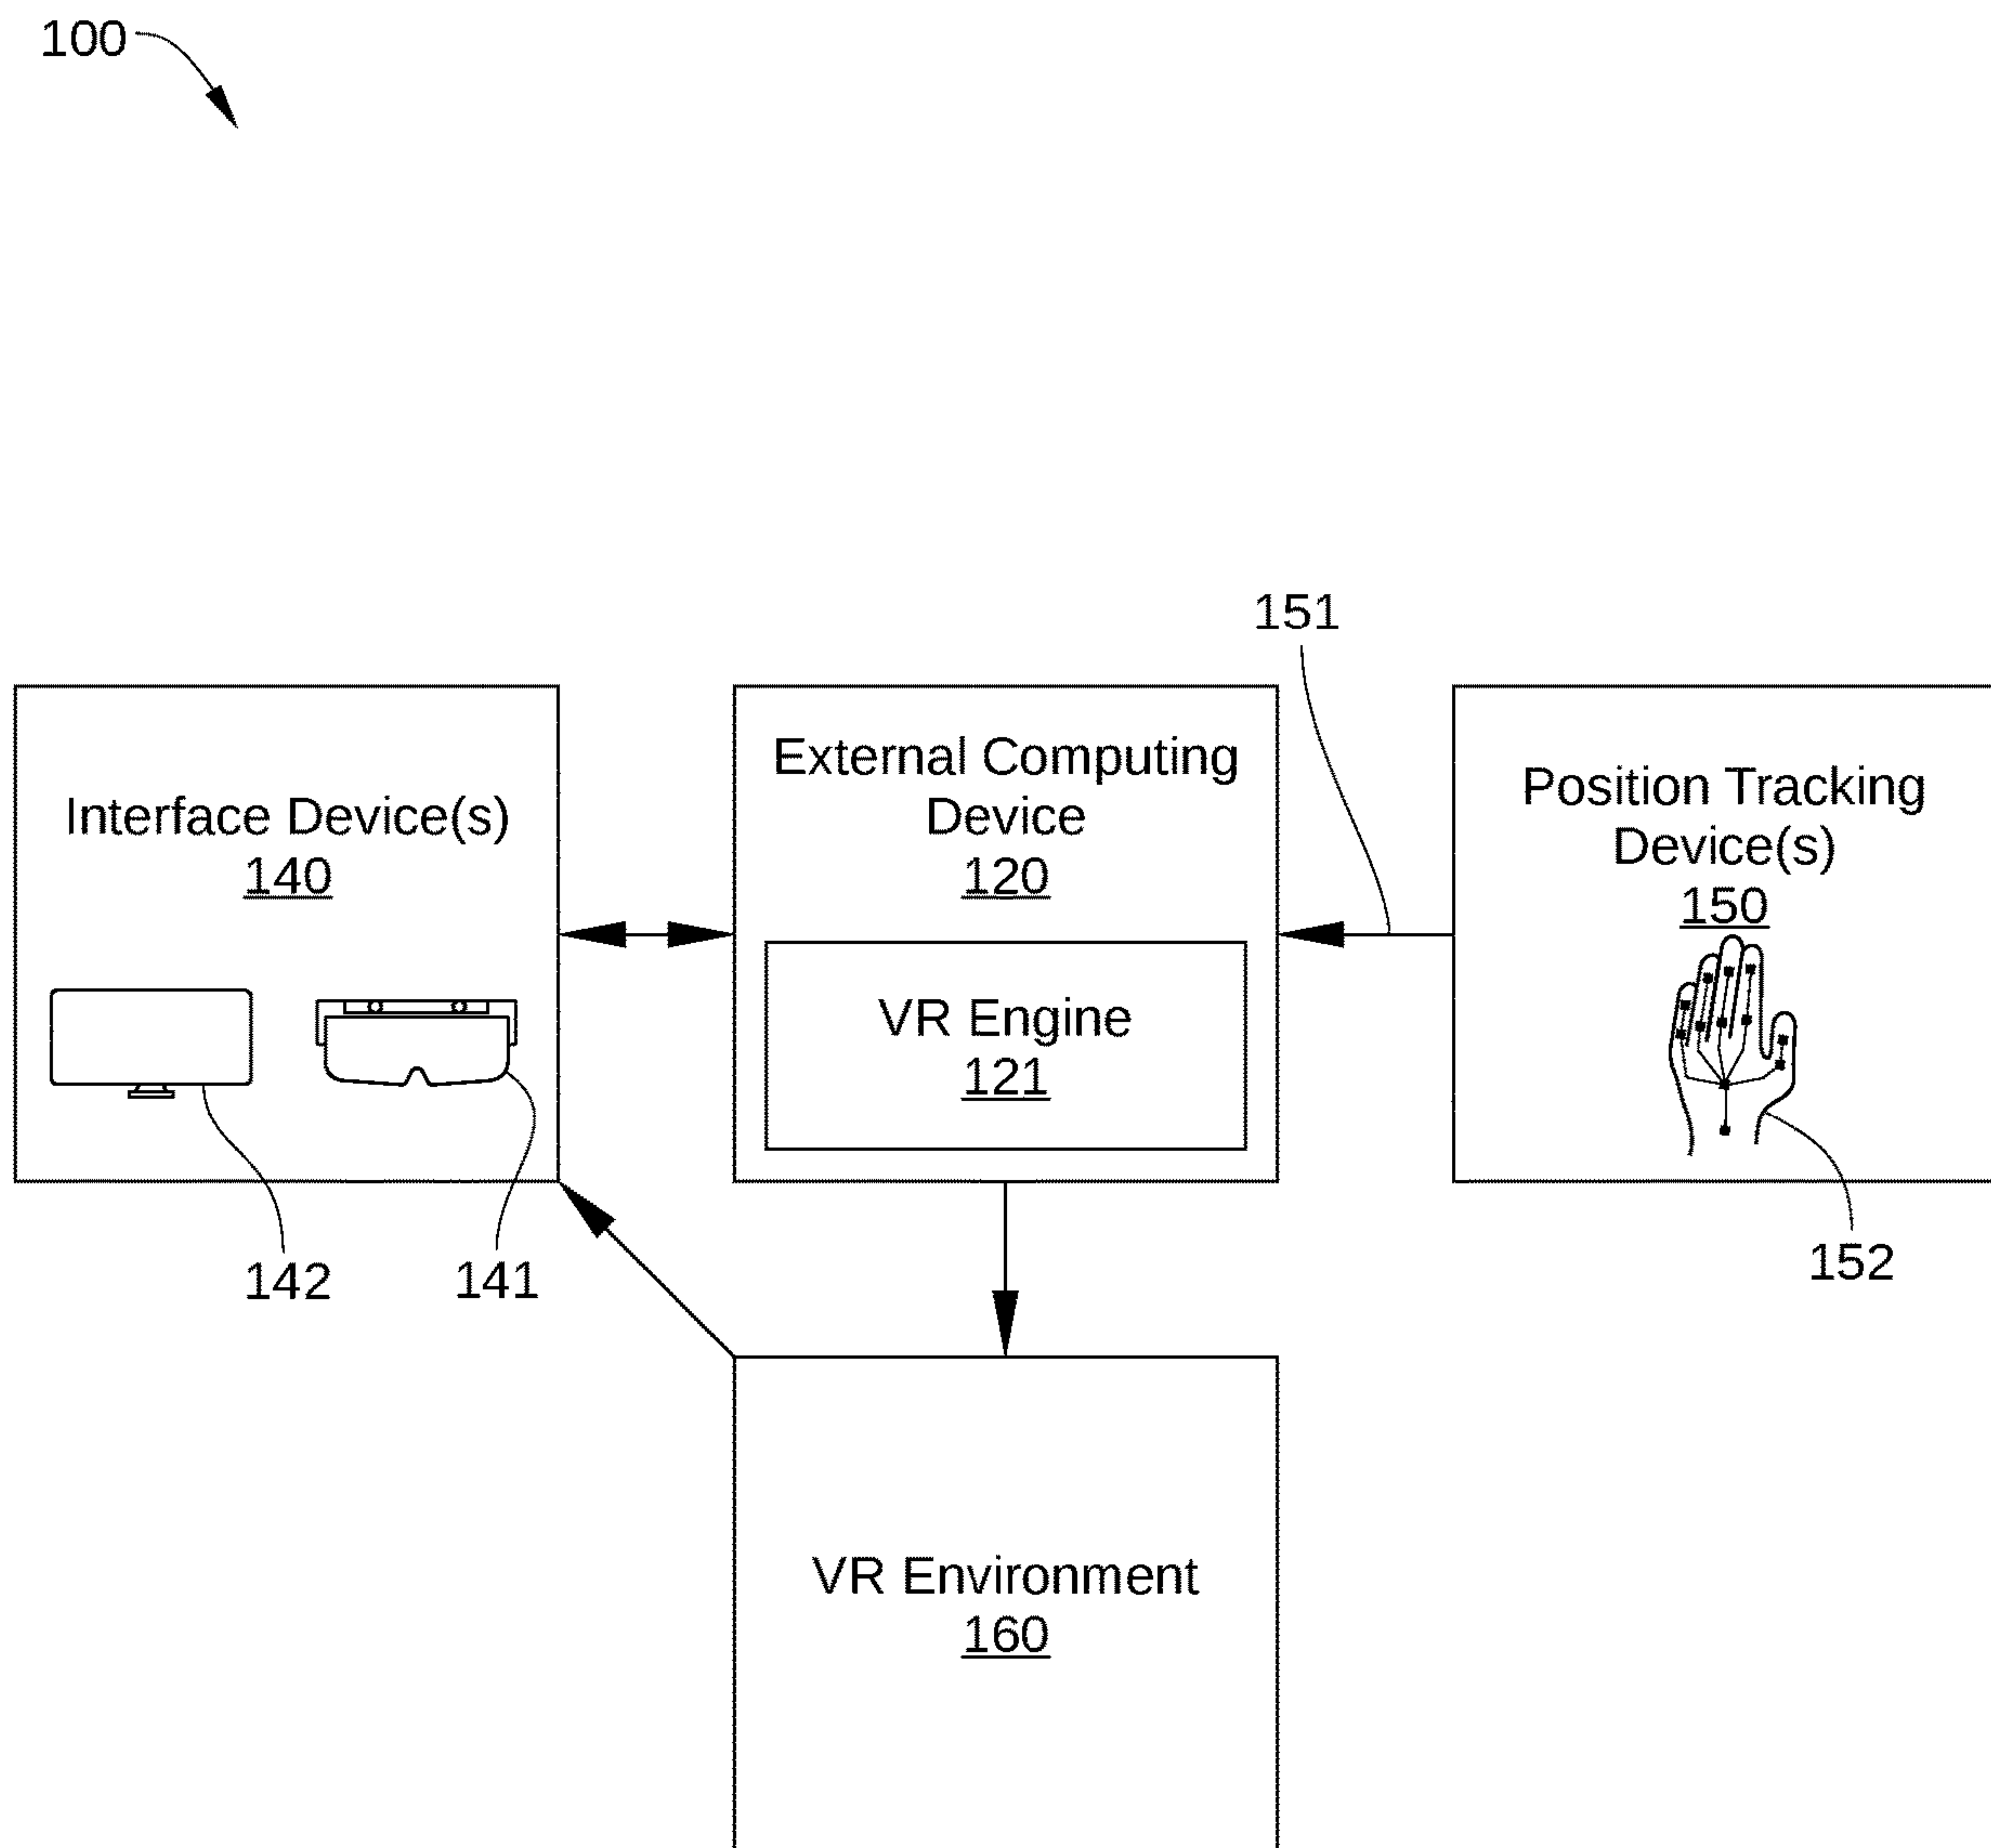 100
151
Interface Device(s)
140
142
141
External Computing
Device
120
VR Engine
121
Position Tracking
Device(s)
150
152
VR Environment
160